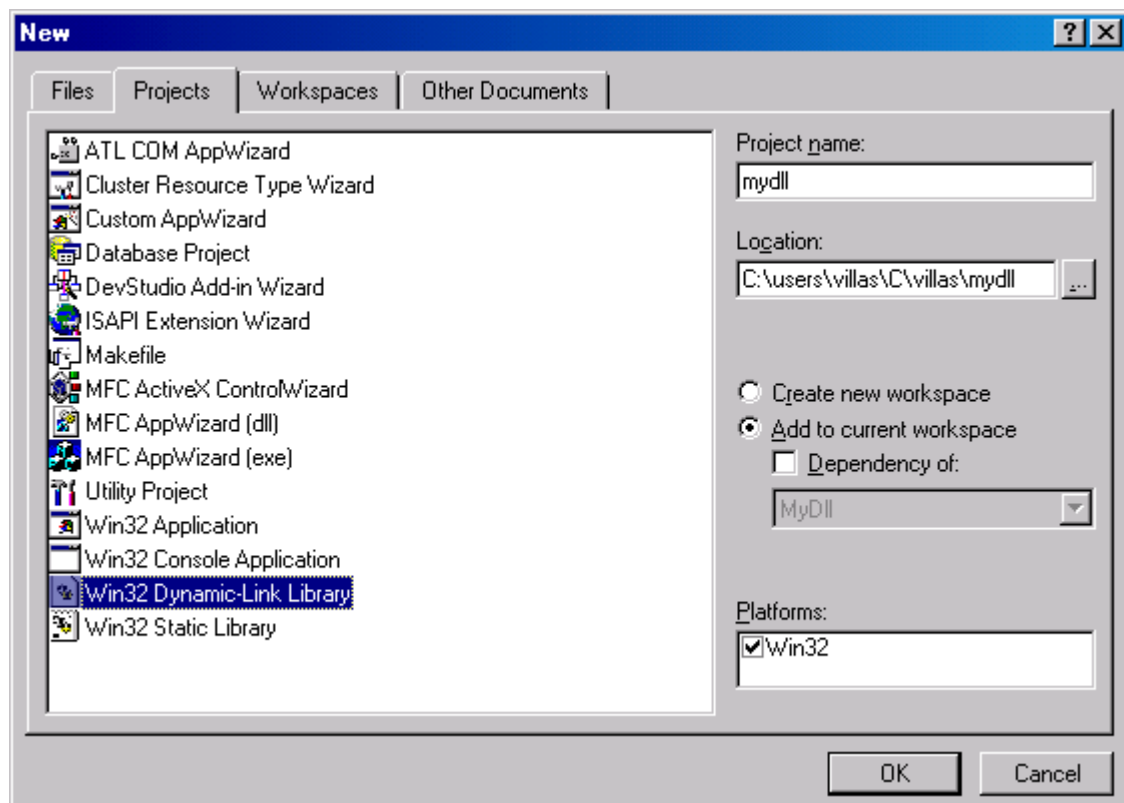 New
Files Projects Workspaces Other Documents
ATL COM AppWizard
Cluster Resource Type Wizard
Custom AppWizard
Database Project
DevStudio Add-in Wizard
ISAPI Extension Wizard
Makefile
MFC ActiveX ControlWizard
MFC AppWizard (dll)
MFC AppWizard (exe)
Utility Project
Win32 Application
Win32 Console Application
Win32 Dynamic-Link Library
Win32 Static Library
Project name:
mydll
Location:
C:\users\villas\C\villas\mydll ...
Create new workspace
Add to current workspace
Dependency of:
MyDll
Platforms:
Win32
OK Cancel